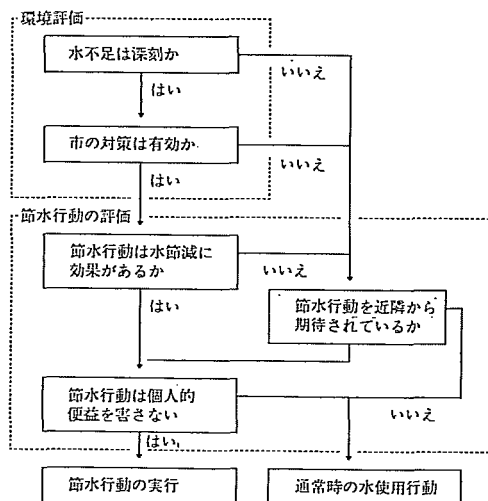 環境評価
水不足は深刻か
いいえ
はい
市の対策は有効か
いいえ
はい
節水行動の評価
節水行動は水節減に
効果があるか
いいえ
はい
節水行動を近隣から
期待されているか
節水行動は個人的
便益を害さない
いいえ
はい
節水行動の実行
通常時の水使用行動